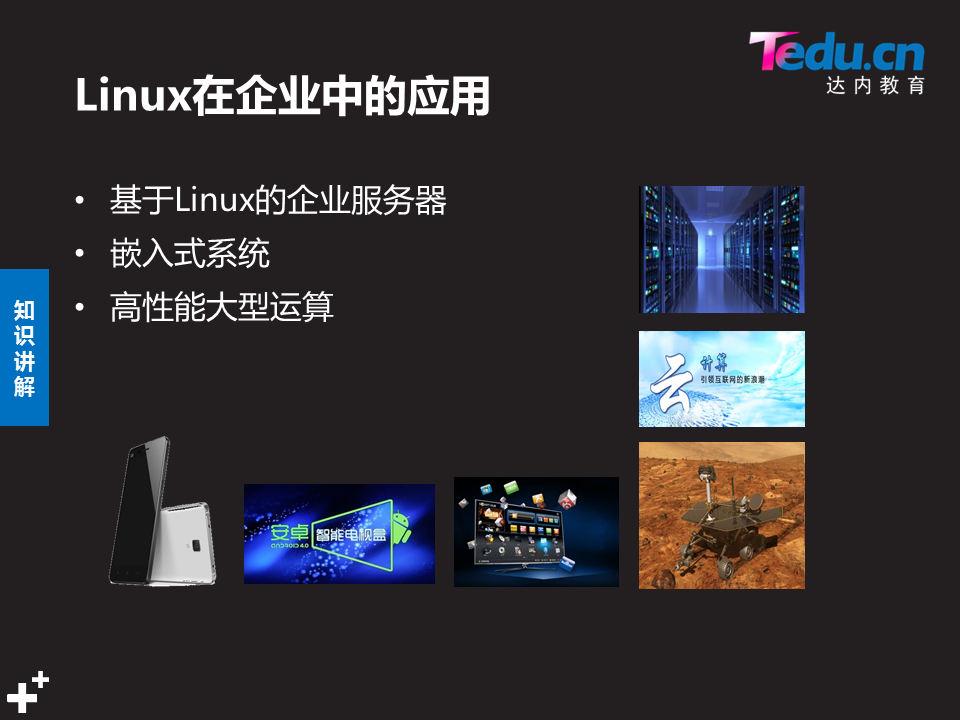 Tedu.cn
达内教育
Linux在企业中的应用
• 基于Linux的企业服务器
• 嵌入式系统
• 高性能大型运算
知识讲解
云
计算
引领互联网的新浪潮
安卓
ANDROID 4.0
智能电视盒